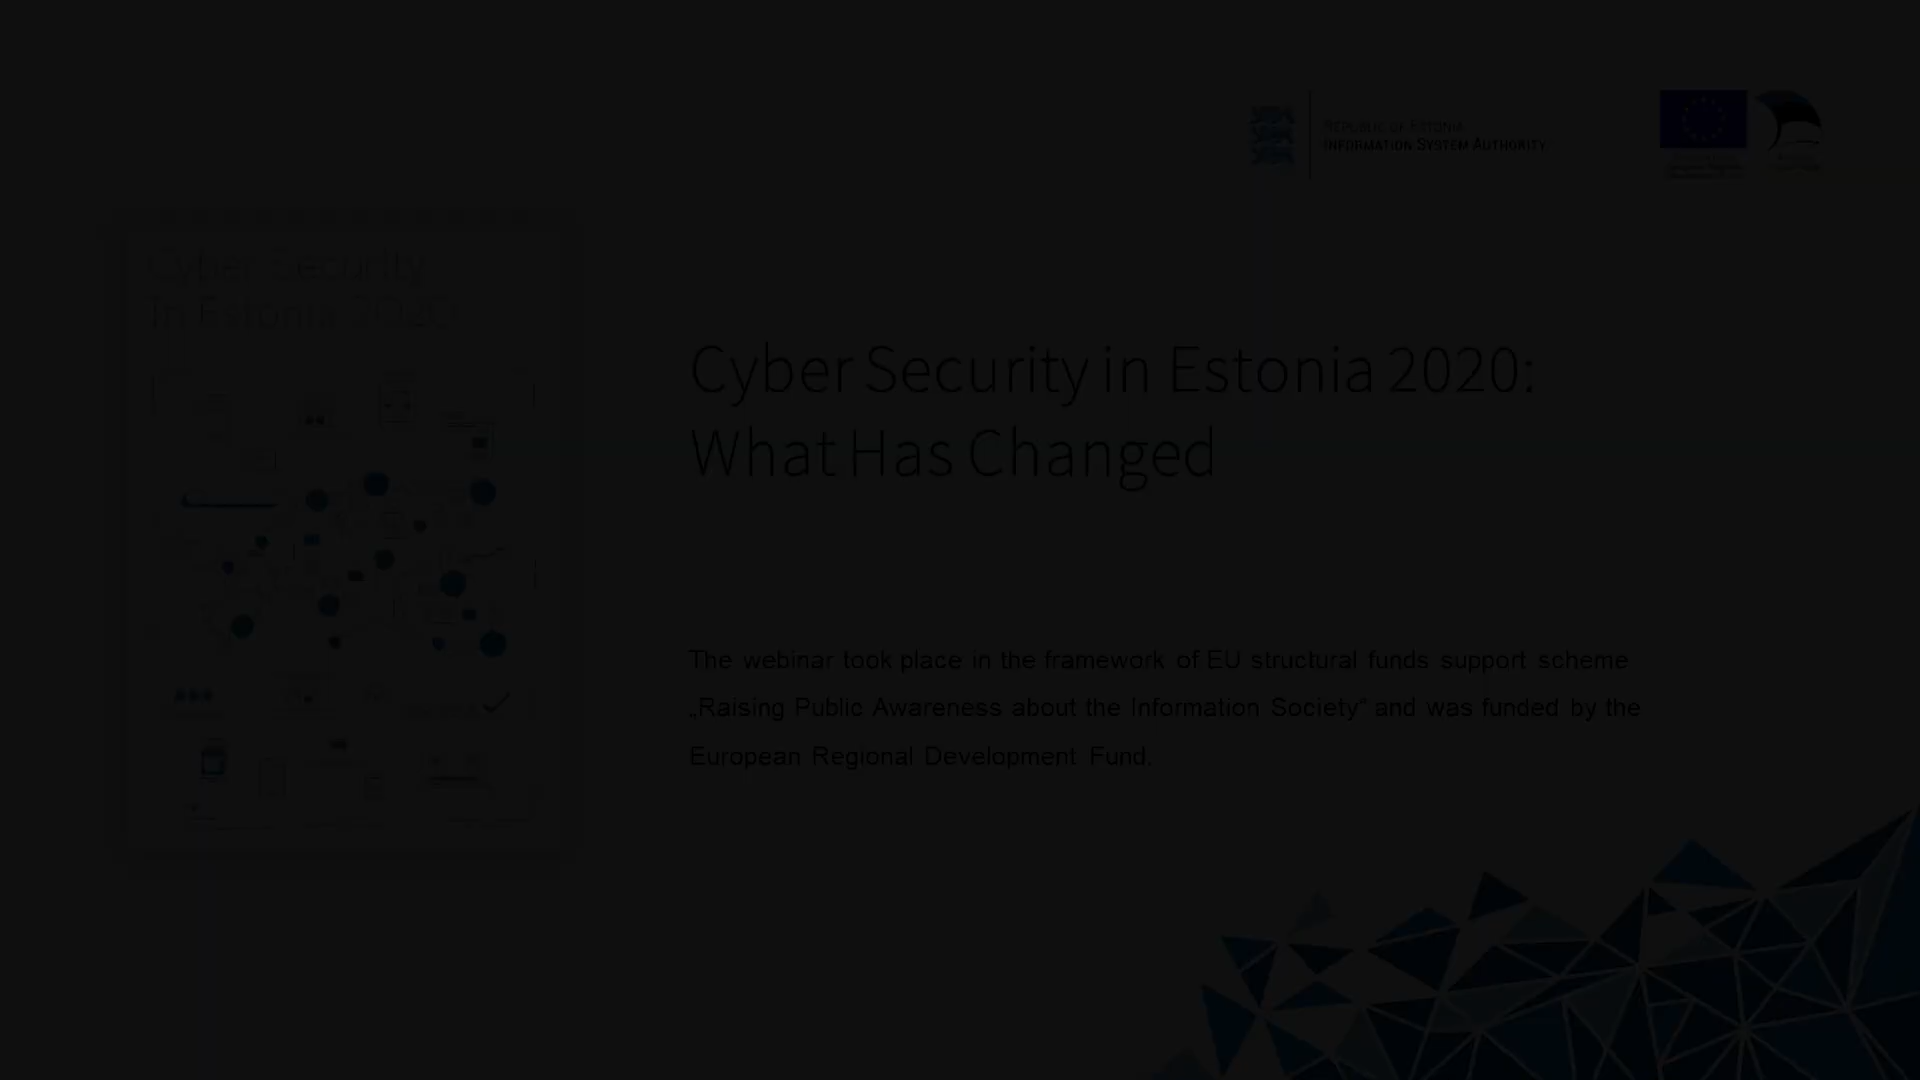 REPUBLIC OF ESTONIA
INFORMATION SYSTEM AUTHORITY
Cyber Security
In Estonia 2020
Cyber Security in Estonia 2020:
What Has Changed
The webinar took place in the framework of EU structural funds support scheme
„Raising Public Awareness about the Information Society“ and was funded by the
European Regional Development Fund.